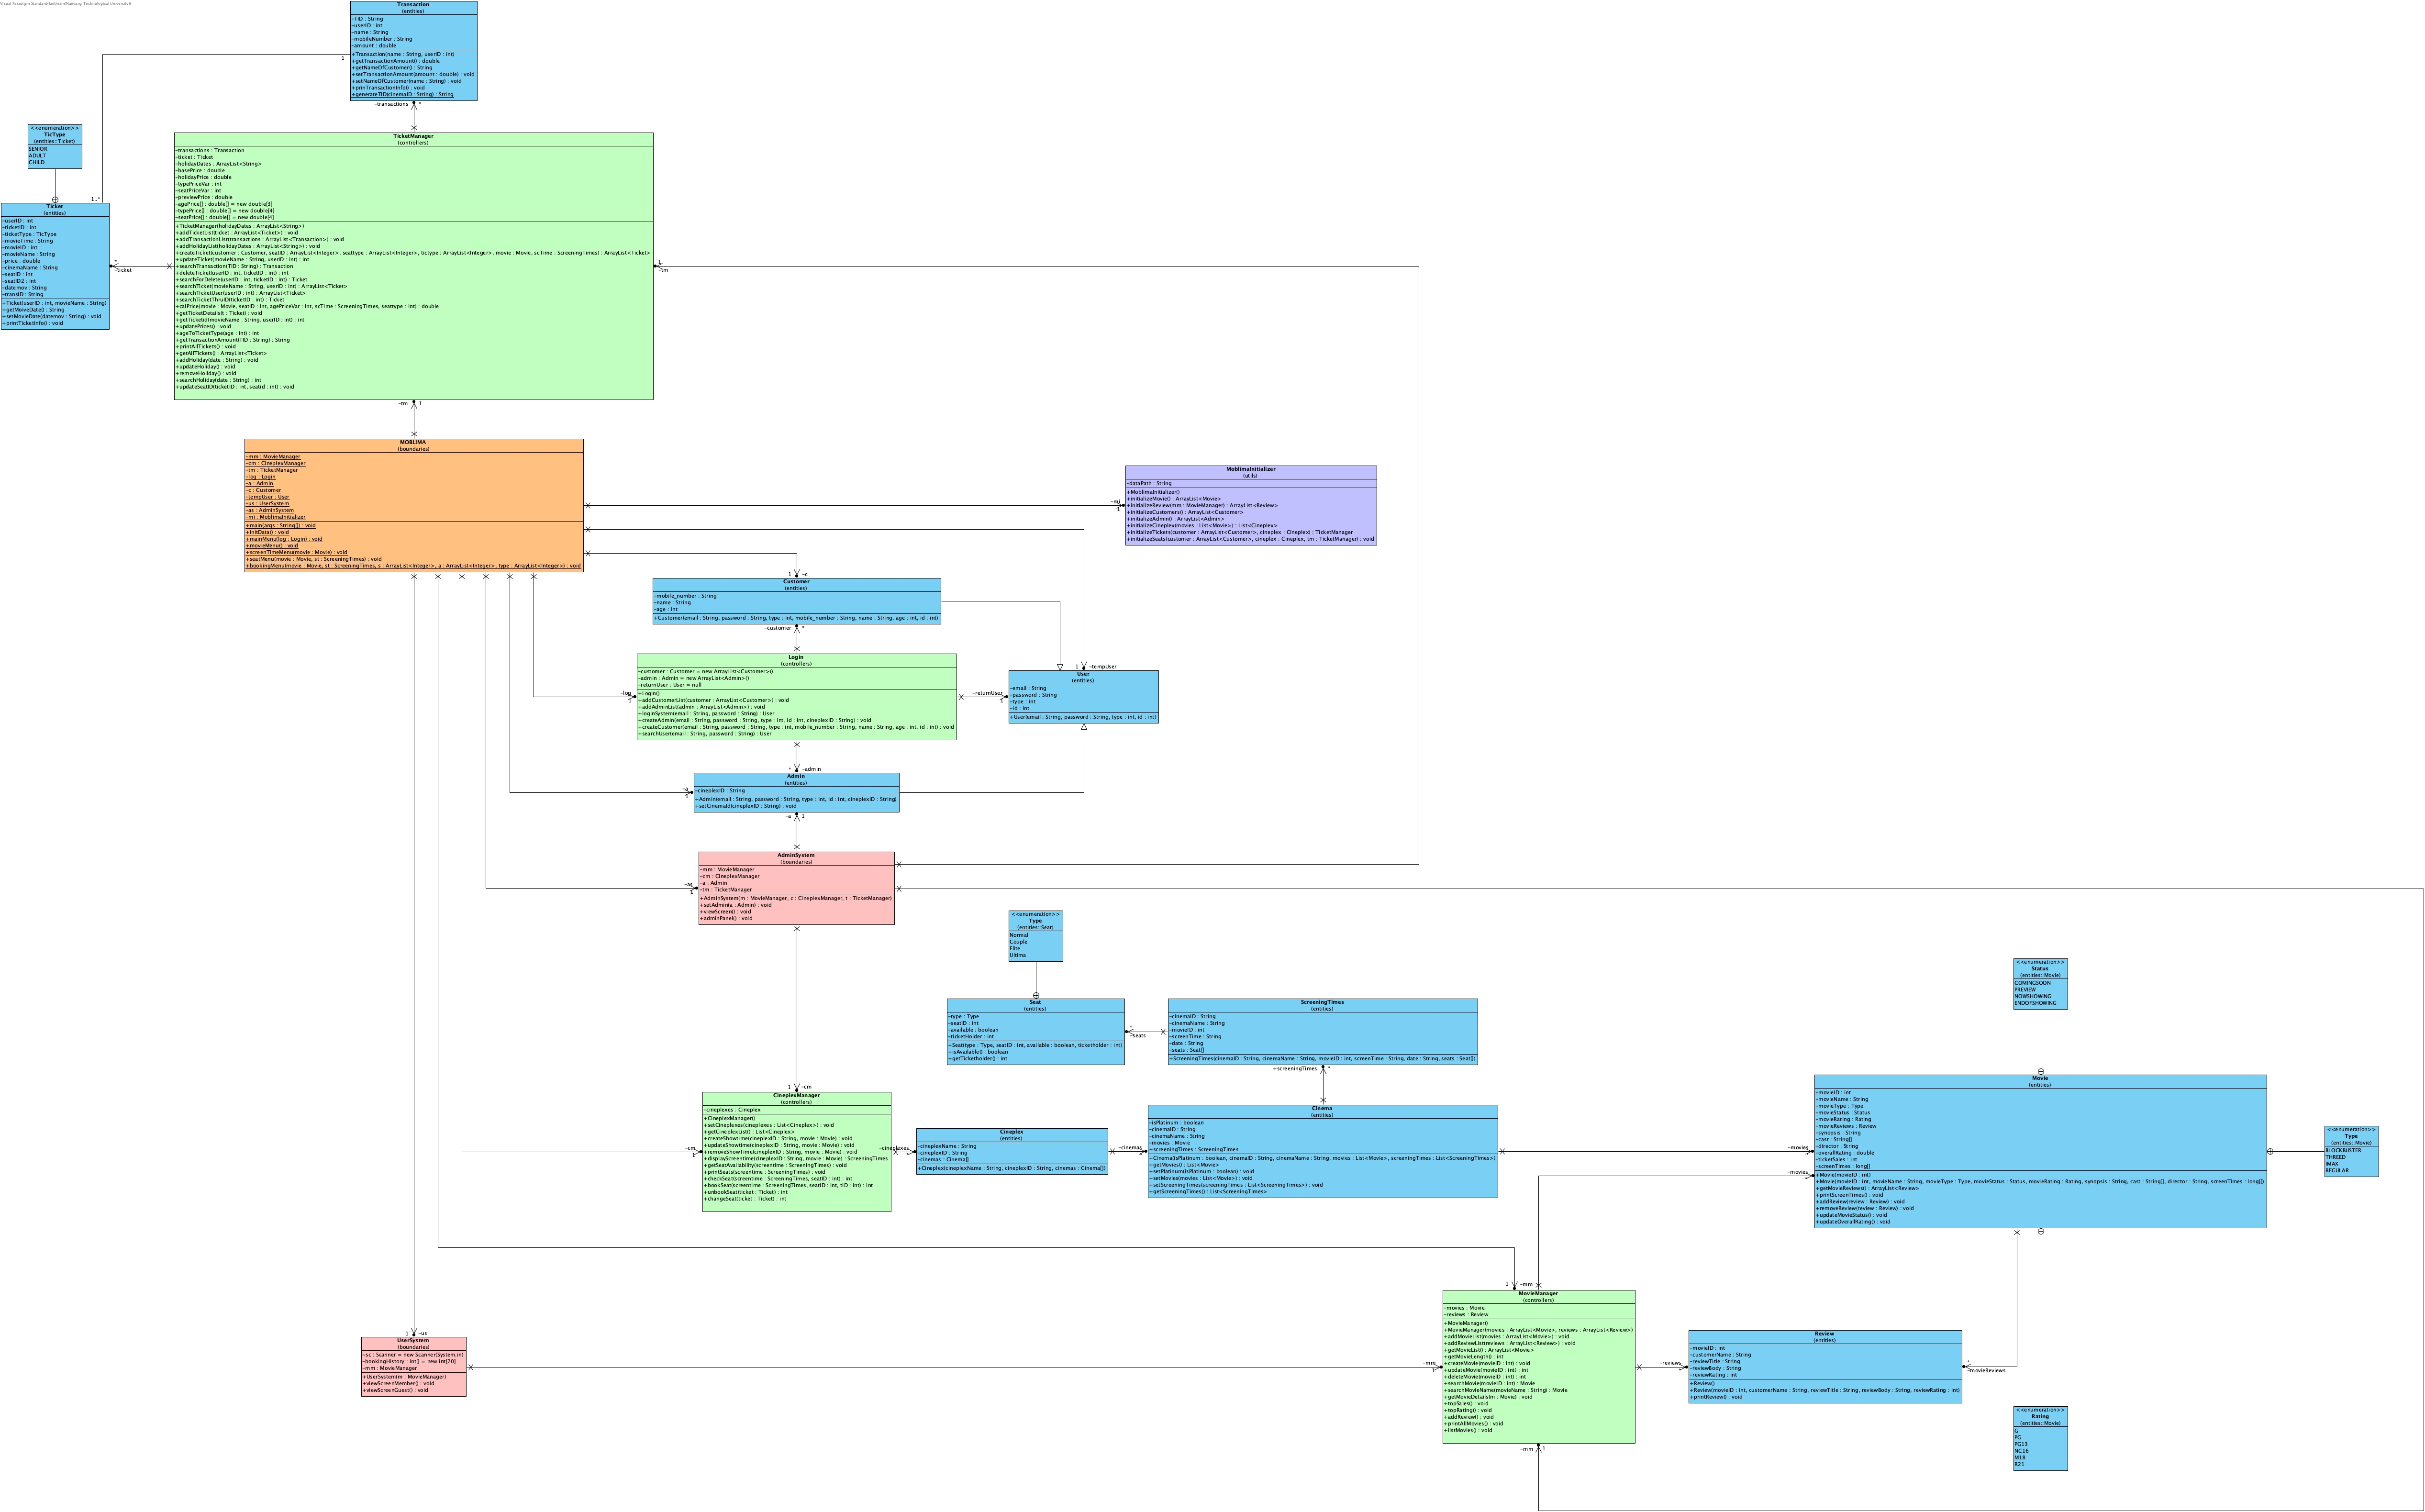 Transaction
(entities)
-TID : String
-userID : int
-name : String
-mobileNumber : String
-amount : double
+Transaction(name : String, userID : int)
+getTransactionAmount() : double
+getNameOfCustomer() : String
+setTransactionAmount(amount : double) : void
+setNameOfCustomer(name : String) : void
+prinTransactionInfo() : void
+generateTID(cinemaID : String) : String
1
-transactions *
<<enumeration>>
TicType
(entities::Ticket)
SENIOR
ADULT
CHILD
1..*
Ticket
(entities)
-userID : int
-ticketID : int
-ticketType : TicType
-movieTime : String
-movieID : int
-movieName : String
-price : double
-cinemaName : String
-seatID : int
-seatID2 : int
-datemov : String
-transID : String
+Ticket(userID : int, movieName : String)
+getMoiveDate() : String
+setMovieDate(datemov : String) : void
+printTicketInfo() : void
*
-ticket
TicketManager
(controllers)
-transactions : Transaction
-ticket : Ticket
-holidayDates : ArrayList<String>
-basePrice : double
-holidayPrice : double
-typePriceVar : int
-seatPriceVar : int
-previewPrice : double
-agePrice[] : double[] = new double[3]
-typePrice[] : double[] = new double[4]
-seatPrice[] : double[] = new double[4]
+TicketManager(holidayDates : ArrayList<String>)
+addTicketList(ticket : ArrayList<Ticket>) : void
+addTransactionList(transactions : ArrayList<Transaction>) : void
+addHolidayList(holidayDates : ArrayList<String>) : void
+createTicket(customer : Customer, seatID : ArrayList<Integer>, seattype : ArrayList<Integer>, tictype : ArrayList<Integer>, movie : Movie, scTime : ScreeningTimes) : ArrayList<Ticket>
+updateTicket(movieName : String, userID : int) : int
+searchTransaction(TID : String) : Transaction
+deleteTicket(userID : int, ticketID : int) : int
+searchForDelete(userID : int, ticketID : int) : Ticket
+searchTicket(movieName : String, userID : int) : ArrayList<Ticket>
+searchTicketUser(userID : int) : ArrayList<Ticket>
+searchTicketThruID(ticketID : int) : Ticket
+calPrice(movie : Movie, seatID : int, agePriceVar : int, scTime : ScreeningTimes, seattype : int) : double
+getTicketDetails(t : Ticket) : void
+getTicketId(movieName : String, userID : int) : int
+updatePrices() : void
+ageToTicketType(age : int) : int
+getTransactionAmount(TID : String) : String
+printAllTickets() : void
+getAllTickets() : ArrayList<Ticket>
+addHoliday(date : String) : void
+updateHoliday() : void
+removeHoliday() : void
+searchHoliday(date : String) : int
+updateSeatID(ticketID : int, seatid : int) : void
1
-tm
-tm 1
MOBLIMA
(boundaries)
-mm : MovieManager
-cm : CineplexManager
-tm : TicketManager
-log : Login
-a : Admin
-c : Customer
-tempUser : User
-us : UserSystem
-as : AdminSystem
-mi : MoblimaInitializer
+main(args : String[]) : void
+initData() : void
+mainMenu(log : Login) : void
+movieMenu() : void
+screenTimeMenu(movie : Movie) : void
+seatMenu(movie : Movie, st : ScreeningTimes) : void
+bookingMenu(movie : Movie, st : ScreeningTimes, s : ArrayList<Integer>, a : ArrayList<Integer>, type : ArrayList<Integer>) : void
-mi
1
MoblimaInitializer
(utils)
-dataPath : String
+MoblimaInitializer()
+initializeMovie() : ArrayList<Movie>
+initializeReview(mm : MovieManager) : ArrayList<Review>
+initializeCustomers() : ArrayList<Customer>
+initializeAdmin() : ArrayList<Admin>
+initializeCineplex(movies : List<Movie>) : List<Cineplex>
+initializeTickets(customer : ArrayList<Customer>, cineplex : Cineplex) : TicketManager
+initializeSeats(customer : ArrayList<Customer>, cineplex : Cineplex, tm : TicketManager) : void
1 -c
Customer
(entities)
-mobile_number : String
-name : String
-age : int
+Customer(email : String, password : String, type : int, mobile_number : String, name : String, age : int, id : int)
-customer *
Login
(controllers)
-customer : Customer = new ArrayList<Customer>()
-admin : Admin = new ArrayList<Admin>()
-returnUser : User = null
+Login()
+addCustomerList(customer : ArrayList<Customer>) : void
+addAdminList(admin : ArrayList<Admin>) : void
+loginSystem(email : String, password : String) : User
+createAdmin(email : String, password : String, type : int, id : int, cineplexID : String) : void
+createCustomer(email : String, password : String, type : int, mobile_number : String, name : String, age : int, id : int) : void
+searchUser(email : String, password : String) : User
-log
1
-returnUser
1
1 -tempUser
User
(entities)
-email : String
-password : String
-type : int
-id : int
+User(email : String, password : String, type : int, id : int)
* -admin
Admin
(entities)
-cineplexID : String
+Admin(email : String, password : String, type : int, id : int, cineplexID : String)
+setCinemaId(cineplexID : String) : void
-a
1
-a 1
AdminSystem
(boundaries)
-mm : MovieManager
-cm : CineplexManager
-a : Admin
-tm : TicketManager
+AdminSystem(m : MovieManager, c : CineplexManager, t : TicketManager)
+setAdmin(a : Admin) : void
+viewScreen() : void
+adminPanel() : void
-as
1
<<enumeration>>
Type
(entities::Seat)
Normal
Couple
Elite
Ultima
Seat
(entities)
-type : Type
-seatID : int
-available : boolean
-ticketHolder : int
+Seat(type : Type, seatID : int, available : boolean, ticketholder : int)
+isAvailable() : boolean
+getTicketholder() : int
*
-seats
ScreeningTimes
(entities)
-cinemaID : String
-cinemaName : String
-movieID : int
-screenTime : String
-date : String
-seats : Seat[]
+ScreeningTimes(cinemaID : String, cinemaName : String, movieID : int, screenTime : String, date : String, seats : Seat[])
+screeningTimes *
<<enumeration>>
Status
(entities::Movie)
COMINGSOON
PREVIEW
NOWSHOWING
ENDOFSHOWING
1 -cm
CineplexManager
(controllers)
-cineplexes : Cineplex
+CineplexManager()
+setCineplexes(cineplexes : List<Cineplex>) : void
+getCineplexList() : List<Cineplex>
+createShowtime(cineplexID : String, movie : Movie) : void
+updateShowtime(cineplexID : String, movie : Movie) : void
+removeShowTime(cineplexID : String, movie : Movie) : void
+displayScreentime(cineplexID : String, movie : Movie) : ScreeningTimes
+getSeatAvailability(screentime : ScreeningTimes) : void
+printSeats(screentime : ScreeningTimes) : void
+checkSeat(screentime : ScreeningTimes, seatID : int) : int
+bookSeat(screentime : ScreeningTimes, seatID : int, tID : int) : int
+unbookSeat(ticket : Ticket) : int
+changeSeat(ticket : Ticket) : int
-cm
1
-cineplexes
*
Cineplex
(entities)
-cineplexName : String
-cineplexID : String
-cinemas : Cinema[]
+Cineplex(cineplexName : String, cineplexID : String, cinemas : Cinema[])
-cinemas
*
Cinema
(entities)
-isPlatinum : boolean
-cinemaID : String
-cinemaName : String
-movies : Movie
+screeningTimes : ScreeningTimes
+Cinema(isPlatinum : boolean, cinemaID : String, cinemaName : String, movies : List<Movie>, screeningTimes : List<ScreeningTimes>)
+getMovies() : List<Movie>
+setPlatinum(isPlatinum : boolean) : void
+setMovies(movies : List<Movie>) : void
+setScreeningTimes(screeningTimes : List<ScreeningTimes>) : void
+getScreeningTimes() : List<ScreeningTimes>
-movies
-movies
Movie
(entities)
-movieID : int
-movieName : String
-movieType : Type
-movieStatus : Status
-movieRating : Rating
-movieReviews : Review
-synopsis : String
-cast : String[]
-director : String
-overallRating : double
-ticketSales : int
-screenTimes : long[]
+Movie(movieID : int)
+Movie(movieID : int, movieName : String, movieType : Type, movieStatus : Status, movieRating : Rating, synopsis : String, cast : String[], director : String, screenTimes : long[])
+getMovieReviews() : ArrayList<Review>
+printScreenTimes() : void
+addReview(review : Review) : void
+removeReview(review : Review) : void
+updateMovieStatus() : void
+updateOverallRating() : void
<<enumeration>>
Type
(entities::Movie)
BLOCKBUSTER
THREED
IMAX
REGULAR
1 -us
UserSystem
(boundaries)
-sc : Scanner = new Scanner(System.in)
-bookingHistory : int[] = new int[20]
-mm : MovieManager
+UserSystem(m : MovieManager)
+viewScreenMember() : void
+viewScreenGuest() : void
1 -mm
MovieManager
(controllers)
-movies : Movie
-reviews : Review
+MovieManager()
+MovieManager(movies : ArrayList<Movie>, reviews : ArrayList<Review>)
+addMovieList(movies : ArrayList<Movie>) : void
+addReviewList(reviews : ArrayList<Review>) : void
+getMovieList() : ArrayList<Movie>
+getMovieLength() : int
+createMovie(movieID : int) : void
+updateMovie(movieID : int) : int
+deleteMovie(movieID : int) : int
+searchMovie(movieID : int) : Movie
+searchMovieName(movieName : String) : Movie
+getMovieDetails(m : Movie) : void
+topSales() : void
+topRating() : void
+addReview() : void
+printAllMovies() : void
+listMovies() : void
-mm
1
-mm 1
-reviews
*
Review
(entities)
-movieID : int
-customerName : String
-reviewTitle : String
-reviewBody : String
-reviewRating : int
+Review()
+Review(movieID : int, customerName : String, reviewTitle : String, reviewBody : String, reviewRating : int)
+printReview() : void
*
-movieReviews
<<enumeration>>
Rating
(entities::Movie)
G
PG
PG13
NC16
M18
R21